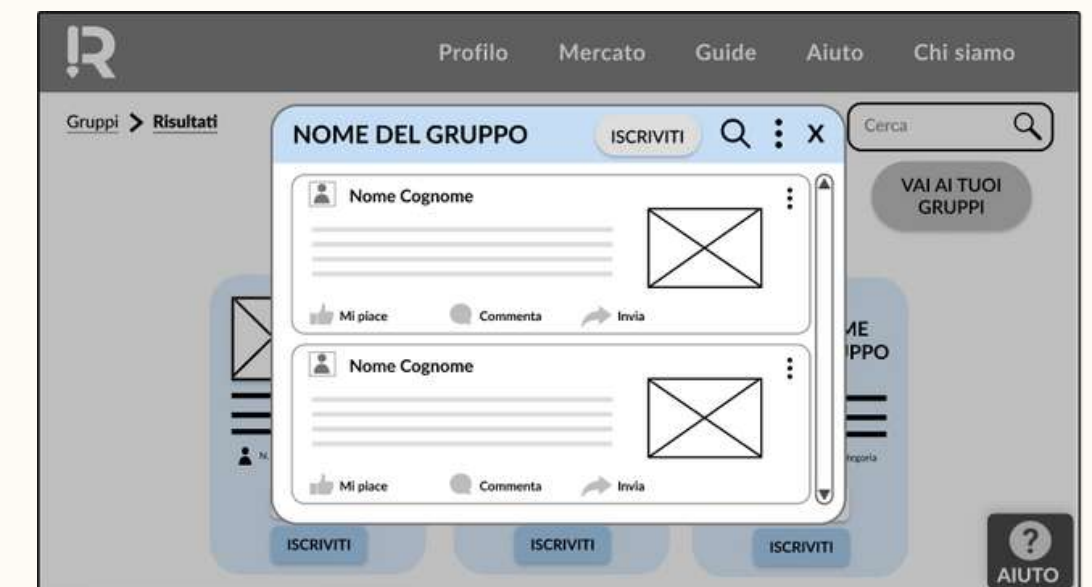 R
Profilo Mercato Guide Aiuto Chi siamo
Gruppi > Risultati
Cerca
VAI AI TUOI
GRUPPI
NOME DEL GRUPPO ISCRIVITI X
Nome Cognome
Mi piace Commenta Invia
Nome Cognome
Mi piace Commenta Invia
ME
PPO
N.
tegoria
ISCRIVITI ISCRIVITI ISCRIVITI
?
AIUTO